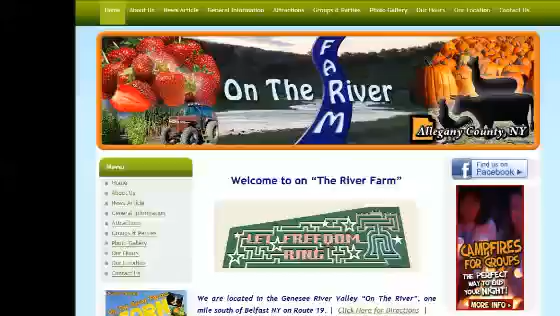 Home About Us News Article General Information Attractions Groups & Parties Photo Gallery Our Hours Our Location Contact Us
On The River
FARM
Allegany County, NY
Menu
Home
About Us
News Article
General Information
Attractions
Groups & Parties
Photo Gallery
Our Hours
Our Location
Contact Us
Welcome to on “The River Farm”
LET FREEDOM
RING
We are located in the Genesee River Valley “On The River”, one
mile south of Belfast NY on Route 19. | Click Here for Directions |
Find us on
Facebook
CAMPFIRES
FOR GROUPS
THE PERFECT
WAY TO END
YOUR NIGHT!
MORE INFO